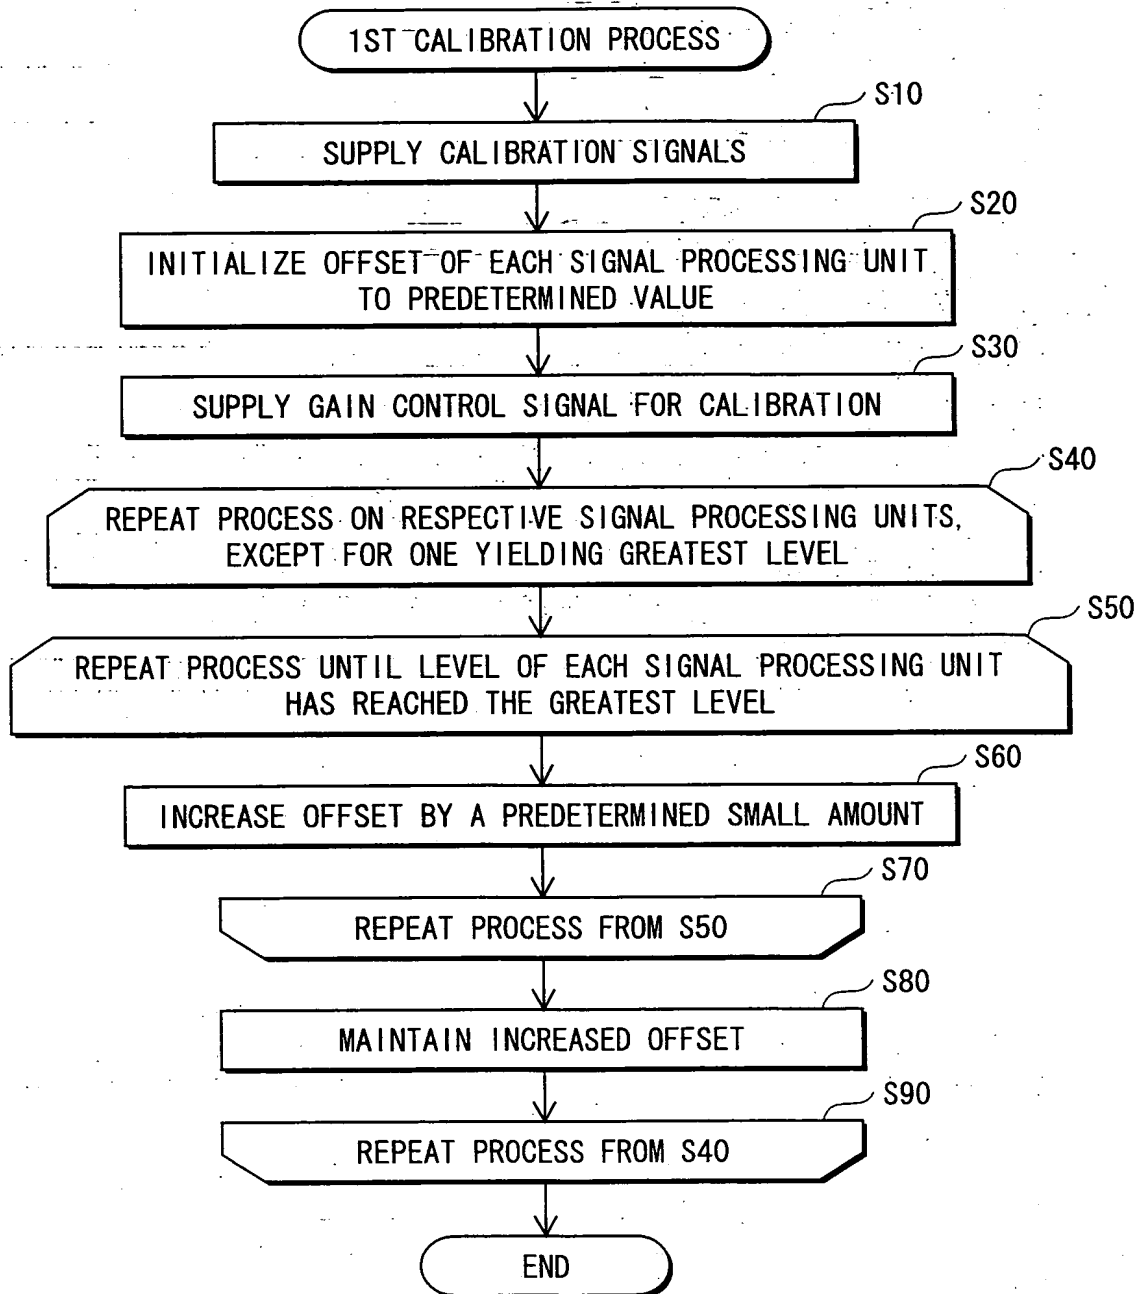 1ST CALIBRATION PROCESS
S10
SUPPLY CALIBRATION SIGNALS
S20
INITIALIZE OFFSET OF EACH SIGNAL PROCESSING UNIT
TO PREDETERMINED VALUE
S30
SUPPLY GAIN CONTROL SIGNAL FOR CALIBRATION
S40
REPEAT PROCESS ON RESPECTIVE SIGNAL PROCESSING UNITS,
EXCEPT FOR ONE YIELDING GREATEST LEVEL
S50
REPEAT PROCESS UNTIL LEVEL OF EACH SIGNAL PROCESSING UNIT
HAS REACHED THE GREATEST LEVEL
S60
INCREASE OFFSET BY A PREDETERMINED SMALL AMOUNT
S70
REPEAT PROCESS FROM S50
S80
MAINTAIN INCREASED OFFSET
S90
REPEAT PROCESS FROM S40
END